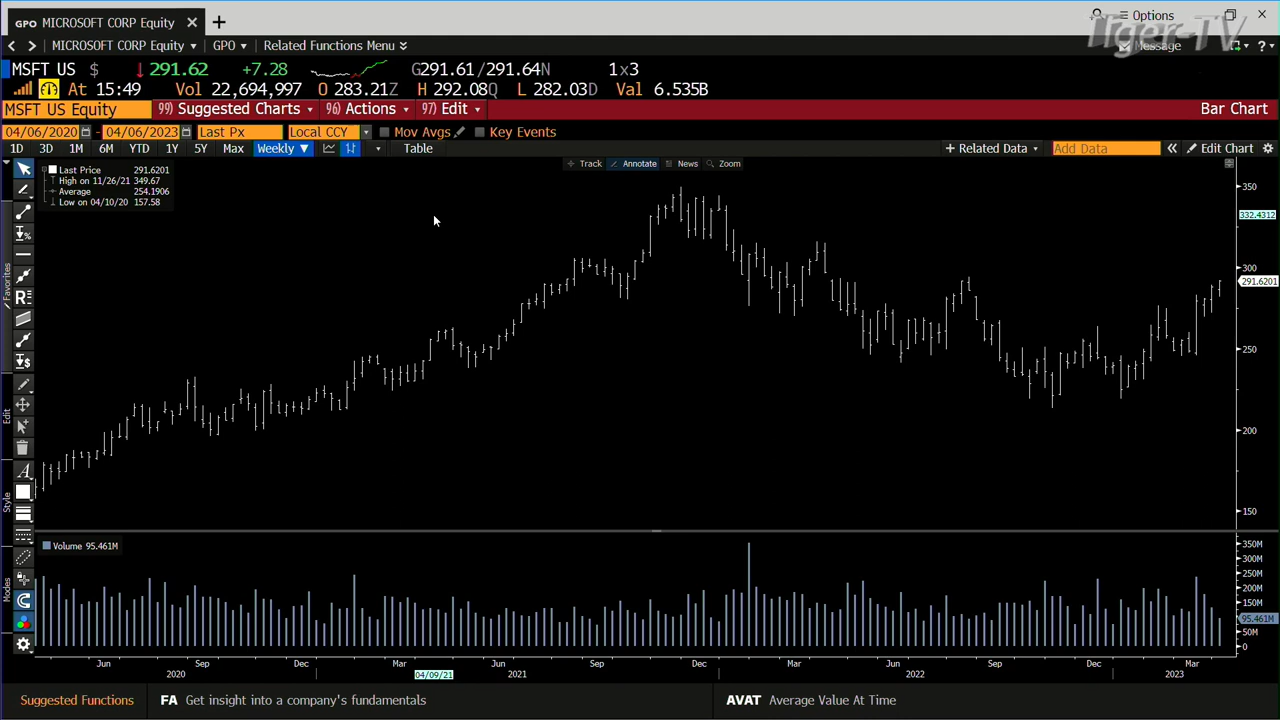 GPO MICROSOFT CORP Equity
Options
MICROSOFT CORP Equity GPO Related Functions Menu
Message
Tiger-TV
MSFT US $ ↓ 291.62 +7.28 G291.61/291.64N 1x3
At 15:49 Vol 22,694,997 O 283.21Z H 292.08Q L 282.03D Val 6.535B
MSFT US Equity 99) Suggested Charts 96) Actions 97) Edit Bar Chart
04/06/2020 - 04/06/2023 Last Px Local CCY Mov Avgs Key Events
1D 3D 1M 6M YTD 1Y 5Y Max Weekly ▼ Table + Related Data Add Data « Edit Chart
Track Annotate News Zoom
Last Price 291.6201
High on 11/26/21 349.67
Average 254.1906
Low on 04/10/20 157.58
350
332.4312
300
291.6201
250
200
150
Favorites
Edit
Style
Modes
Volume 95.461M
350M
300M
250M
200M
150M
95.461M
50M
0
Jun Sep Dec Mar Jun Sep Dec Mar Jun Sep Dec Mar
2020 04/09/21 2021 2022 2023
Suggested Functions FA Get insight into a company's fundamentals AVAT Average Value At Time